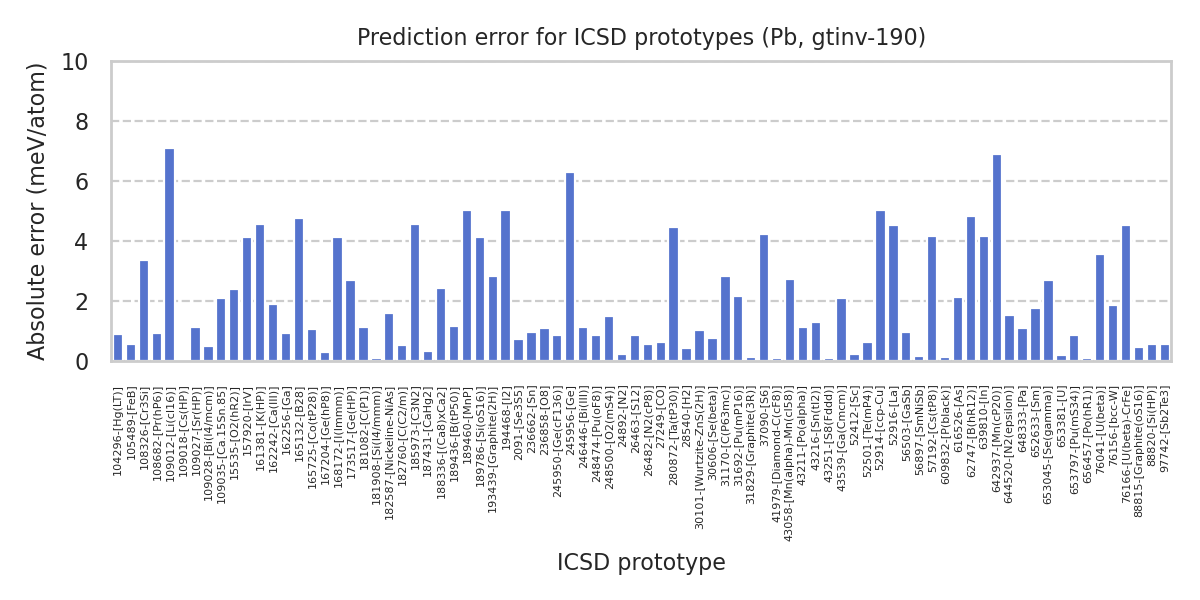 Prediction error for ICSD prototypes (Pb, gtinv-190)
Absolute error (meV/atom)
10
8
6
4
2
0
104296-[Hg(LT)]
105489-[FeB]
108326-[Cr3Si]
108682-[Pr(hP6)]
109012-[Li(cI16)]
109018-[Cs(HP)]
109027-[Sr(HP)]
109028-[Bi(I4/mcm)]
109035-[Ca.15Sn.85]
15535-[O2(hR2)]
157920-[IrV]
161381-[K(HP)]
162242-[Ca(III)]
162256-[Ga]
165132-[B28]
165725-[Co(tP28)]
167204-[Ge(hP8)]
168172-[I(Immm)]
173517-[Ge(HP)]
181082-[C(P1)]
181908-[Si(I4/mmm)]
182587-[Nickeline-NiAs]
182760-[C(C2/m)]
185973-[C3N2]
187431-[CaHg2]
188336-[(Ca8)xCa2]
189436-[B(tP50)]
189460-[MnP]
189786-[Si(oS16)]
193439-[Graphite(2H)]
194468-[I2]
2091-[Se3S5]
236662-[Sn]
236858-[O8]
245950-[Ge(cF136)]
245956-[Ge]
246446-[Bi(III)]
248474-[Pu(oF8)]
248500-[O2(mS4)]
24892-[N2]
26463-[S12]
26482-[N2(cP8)]
27249-[CO]
280872-[Ta(tP30)]
28540-[H2]
30101-[Wurtzite-ZnS(2H)]
30606-[Se(beta)]
31170-[C(P63mc)]
31692-[Pu(mP16)]
31829-[Graphite(3R)]
37090-[S6]
41979-[Diamond-C(cF8)]
43058-[Mn(alpha)-Mn(cI58)]
43211-[Po(alpha)]
43216-[Sn(tI2)]
43251-[S8(Fddd)]
43539-[Ga(Cmcm)]
52412-[Sc]
52501-[Te(mP4)]
52914-[ccp-Cu]
52916-[La]
56503-[GaSb]
56897-[SmNiSb]
57192-[Cs(tP8)]
609832-[P(black)]
616526-[As]
62747-[B(hR12)]
639810-[In]
642937-[Mn(cP20)]
644520-[N2(epsilon)]
648333-[Pa]
652633-[Sm]
653045-[Se(gamma)]
653381-[U]
653797-[Pu(mS34)]
656457-[Po(hR1)]
76041-[U(beta)]
76156-[bcc-W]
76166-[U(beta)-CrFe]
88815-[Graphite(oS16)]
88820-[Si(HP)]
97742-[Sb2Te3]
ICSD prototype